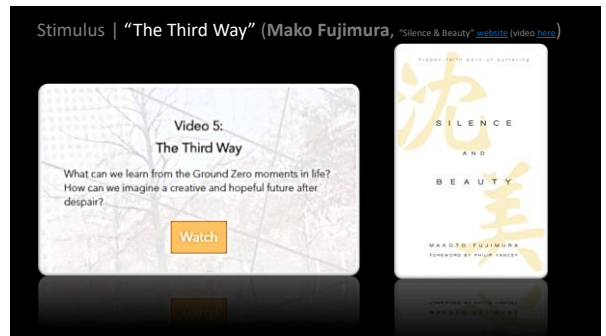 Stimulus | “The Third Way” (Mako Fujimura, “Silence & Beauty” website (video here)
Video 5:
The Third Way
What can we learn from the Ground Zero moments in life?
How can we imagine a creative and hopeful future after
despair?
Watch
hidden faith born of suffering
沈
SILENCE
AND
BEAUTY
美
MAKOTO FUJIMURA
FOREWORD BY PHILIP YANCEY